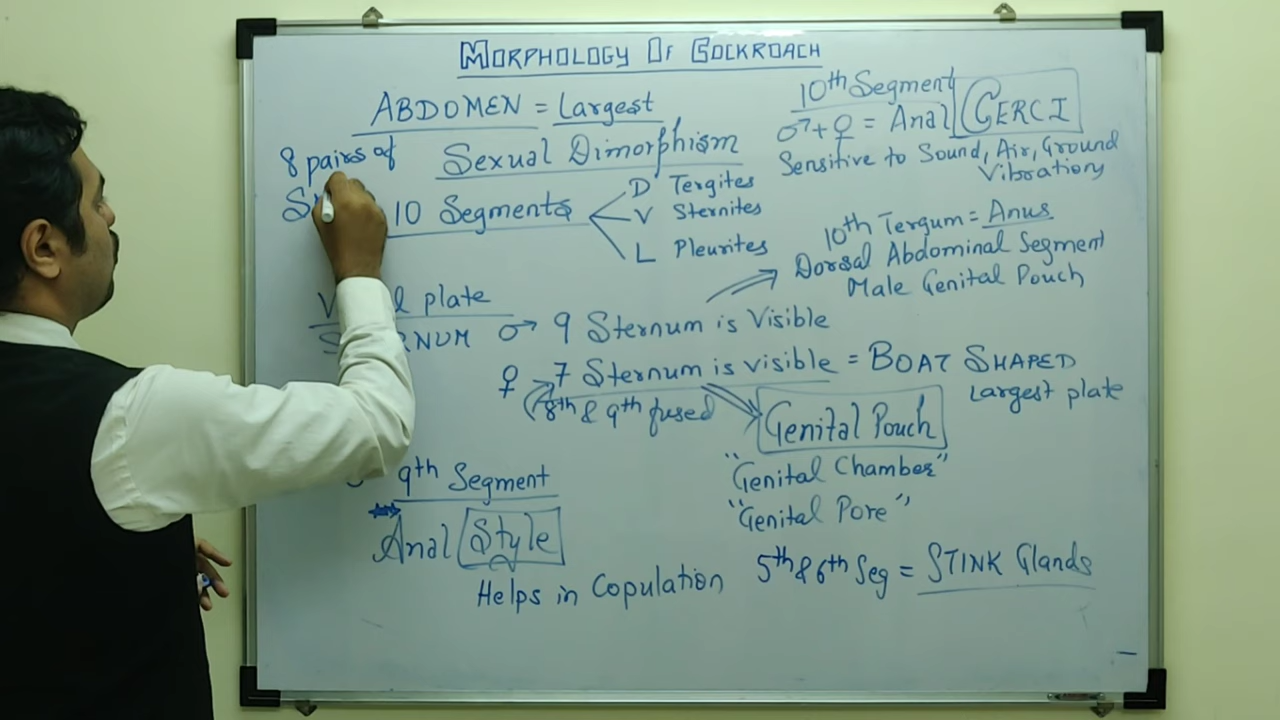 MORPHOLOGY OF COCKROACH
ABDOMEN = Largest
8 pairs of
Sexual Dimorphism
10 Segments
D Tergites
V Sternites
L Pleurites
10th Segment
♂+♀ = Anal CERCI
Sensitive to Sound, Air, Ground
Vibration
10th Tergum = Anus
Dorsal Abdominal Segment
Male Genital Pouch
plate
♂ 9 Sternum is Visible
♀ 7 Sternum is visible = BOAT SHAPED
Largest plate
(8th & 9th fused
Genital Pouch
"Genital Chamber"
"Genital Pore"
9th Segment
Anal Style
Helps in Copulation
5th & 6th Seg = STINK Glands